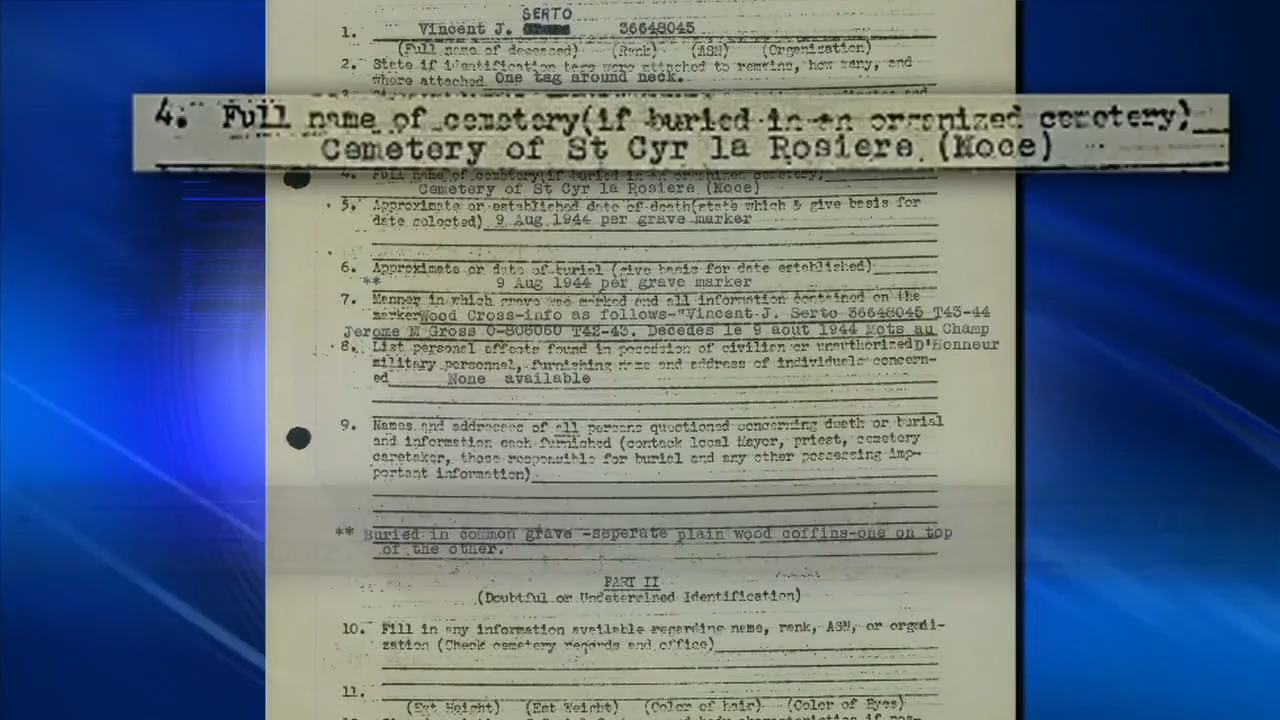 SERTO
1. Vincent J. 36648045
(Full name of deceased) (Rank) (ASN) (Organization)
2. State if identification tags were attached to remains, how many, and
where attached. One tag around neck.
4. Full name of cemetery(if buried in an organized cemetery)
Cemetery of St Cyr la Rosiere (Noce)
4. Full name of cemetery(if buried in an organized cemetery)
Cemetery of St Cyr la Rosiere (Noce)
5. Approximate or established date of death(state which & give basis for
date selected) 9 Aug 1944 per grave marker
6. Approximate or date of burial (give basis for date established)
** 9 Aug 1944 per grave marker
7. Manner in which grave was marked and all information contained on the
markerWood Cross-info as follows-"Vincent J. Serto 36648045 T43-44
Jerome M Gross O-806060 T42-43. Decedes le 9 aout 1944 Mots au Champ
8. List personal effects found in possesion of civilian or unauthorized D'Honneur
military personnel, furnishing name and address of individuals concern-
ed None available
9. Names and addresses of all persons questioned concerning death or burial
and information each furnished (contack local Mayor, priest, cemetery
caretaker, those responsible for burial and any other possessing imp-
portant information)
** Buried in common grave -seperate plain wood coffins-one on top
of the other.
PART II
(Doubtful or Undetermined Identification)
10. Fill in any information available regarding name, rank, ASN, or organi-
zation (Check cemetery records and office)
11.
(Est Height) (Est Weight) (Color of hair) (Color of Eyes)